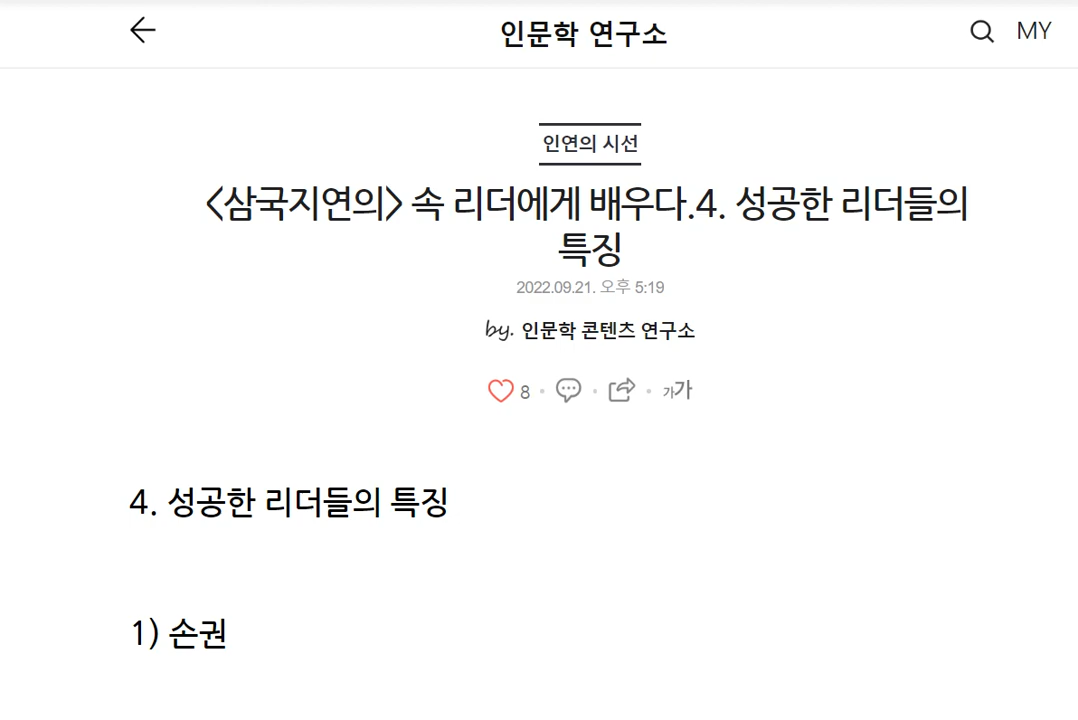 인문학 연구소
MY
인연의 시선
<삼국지연의> 속 리더에게 배우다.4. 성공한 리더들의
특징
2022.09.21. 오후 5:19
by. 인문학 콘텐츠 연구소
8
가가
4. 성공한 리더들의 특징
1) 손권